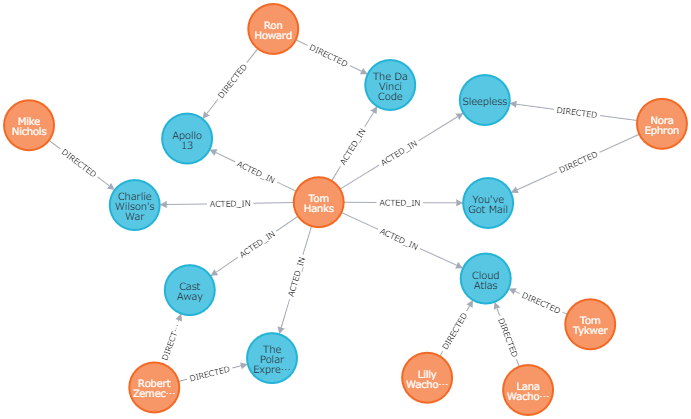 Ron
Howard
DIRECTED
DIRECTED
The Da
Vinci
Code
Sleepless
DIRECTED
Nora
Ephron
Mike
Nichols
Apollo
13
ACTED_IN
ACTED_IN
DIRECTED
DIRECTED
ACTED_IN
Charlie
Wilson's
War
ACTED_IN
Tom
Hanks
ACTED_IN
You've
Got Mail
ACTED_IN
ACTED_IN
ACTED_IN
Cast
Away
Cloud
Atlas
DIRECTED
Tom
Tykwer
DIRECT…
The
Polar
Expre…
DIRECTED
DIRECTED
DIRECTED
Robert
Zemec…
Lilly
Wacho…
Lana
Wacho…